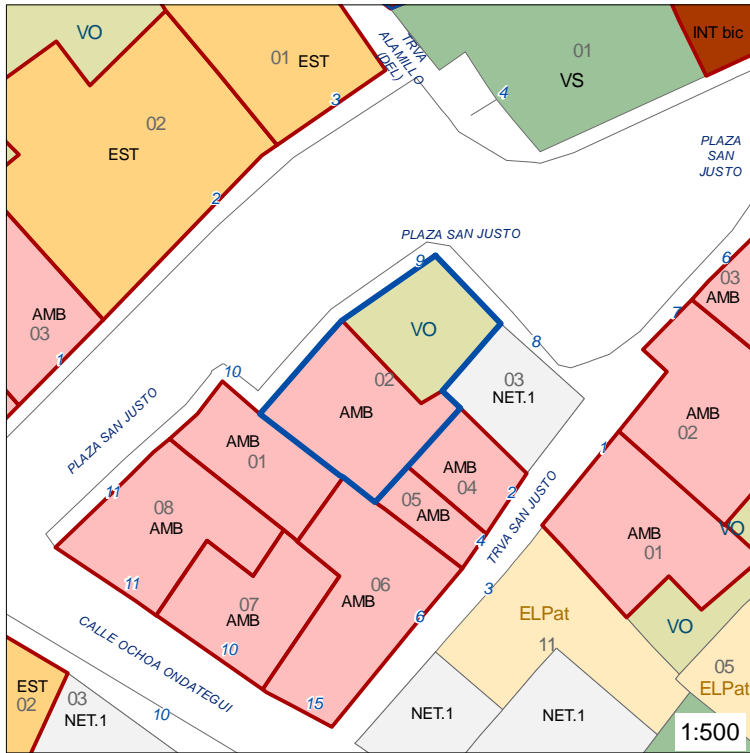 VO
TRVA
ALAMILLO
(DEL)
01 EST
3
02
EST
2
01
VS
4
INT bic
PLAZA
SAN
JUSTO
PLAZA SAN JUSTO
9
VO
8
02
AMB
03
NET.1
6
03
AMB
7
AMB
02
AMB
03
1
10
PLAZA SAN JUSTO
AMB
01
11
08
AMB
AMB
04
2
05
AMB
4
TRVA SAN JUSTO
1
AMB
01
VO
3
06
AMB
07
AMB
6
11
10
15
CALLE OCHOA ONDATEGUI
ELPat
11
VO
05
ELPat
EST
02
03
NET.1
10
NET.1
NET.1
1:500